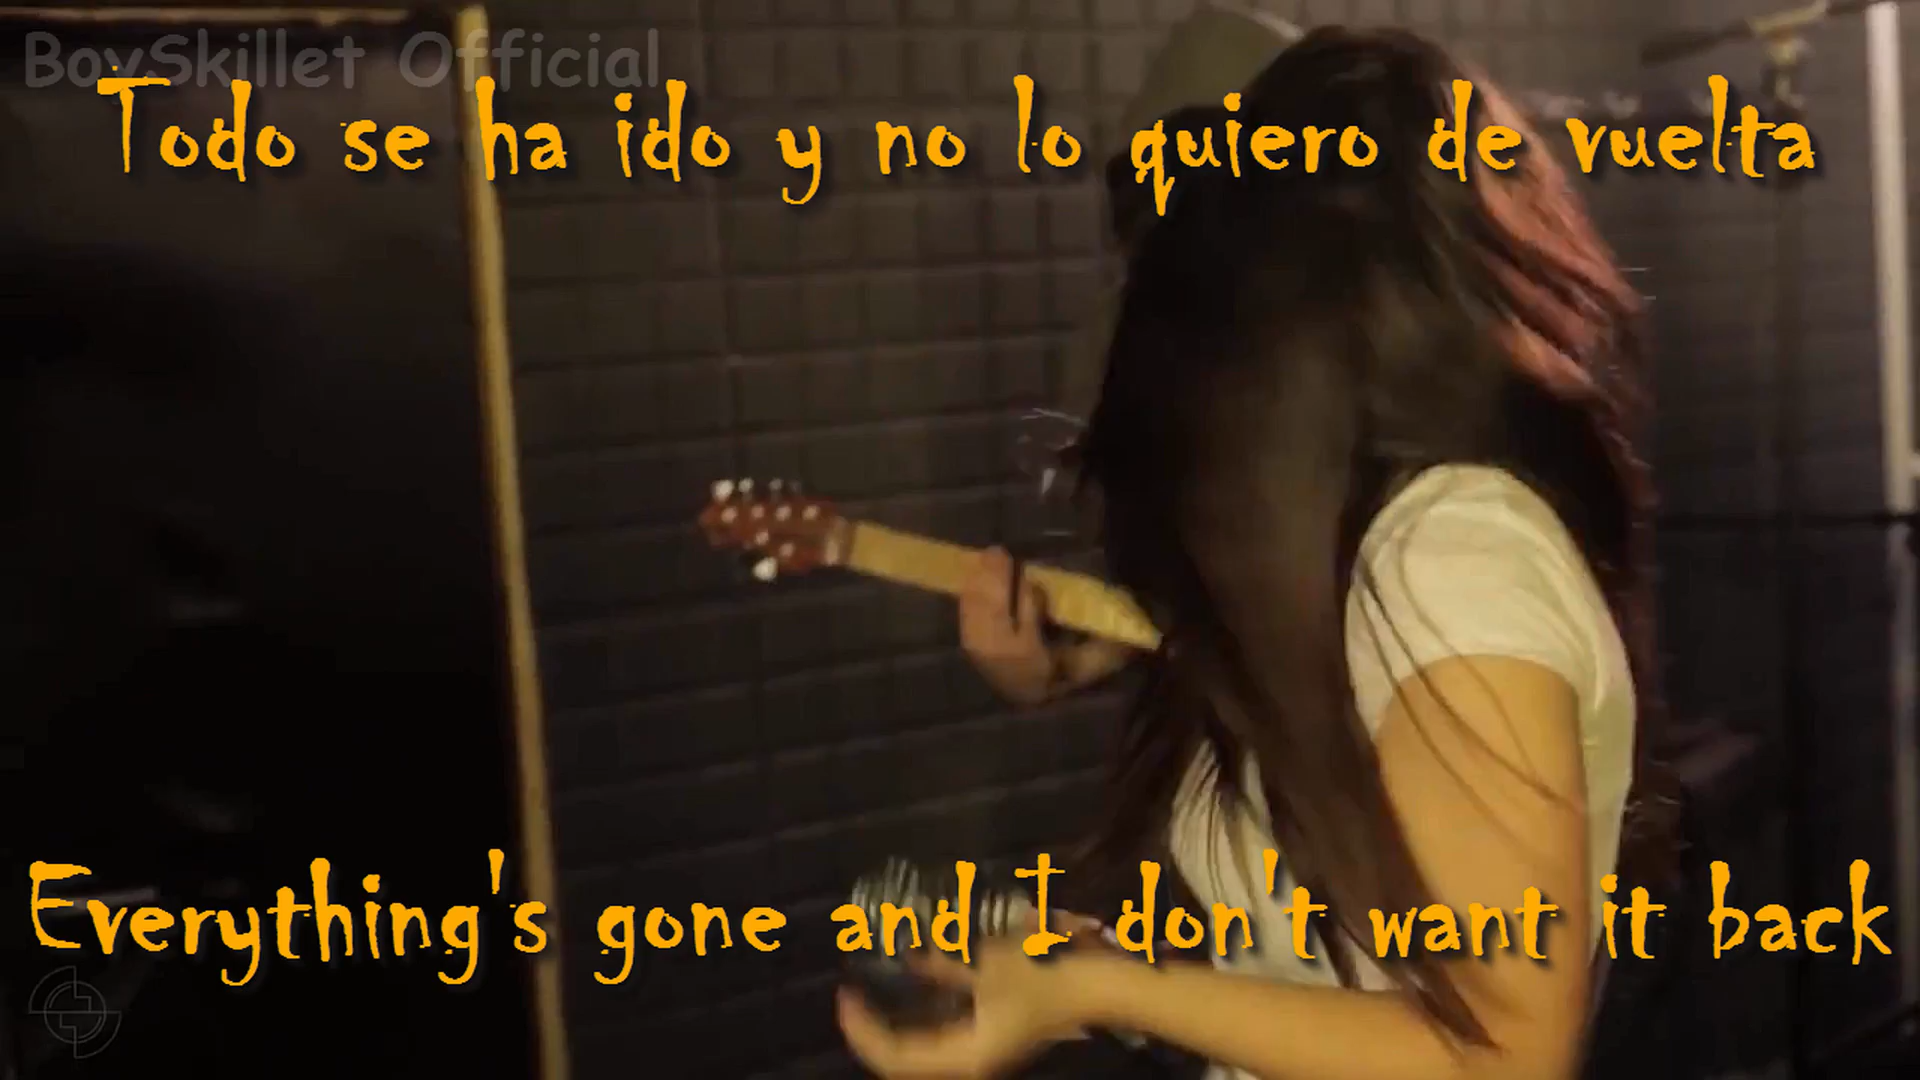 BoySkillet Official
Todo se ha ido y no lo quiero de vuelta
Everything's gone and I don't want it back